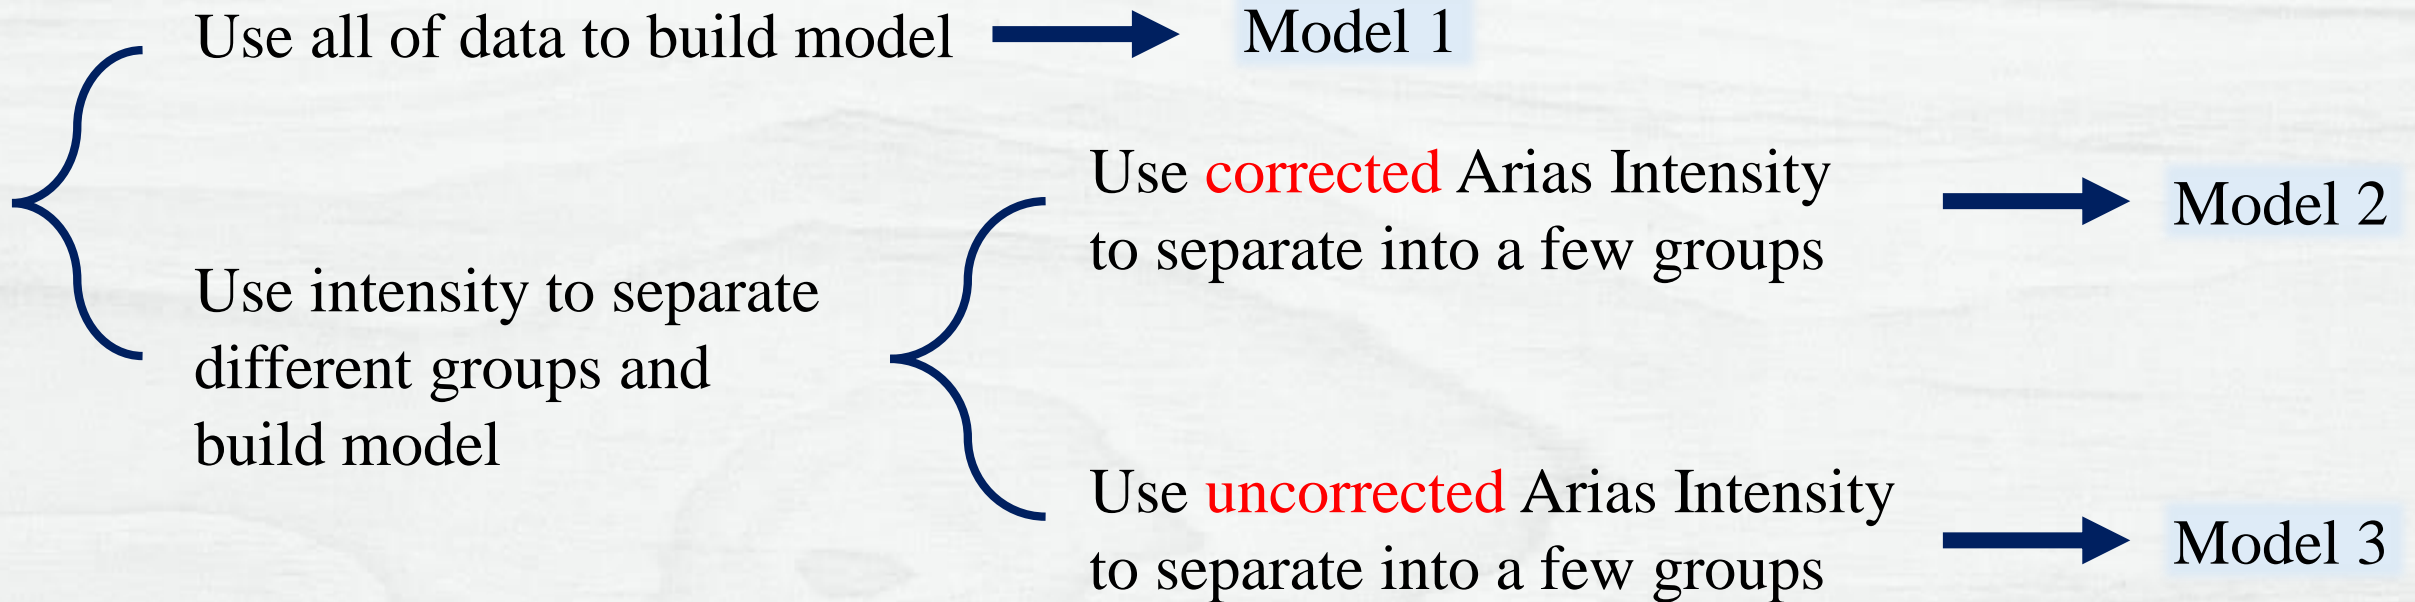 Use all of data to build model
Model 1
Use intensity to separate
different groups and
build model
Use corrected Arias Intensity
to separate into a few groups
Model 2
Use uncorrected Arias Intensity
to separate into a few groups
Model 3